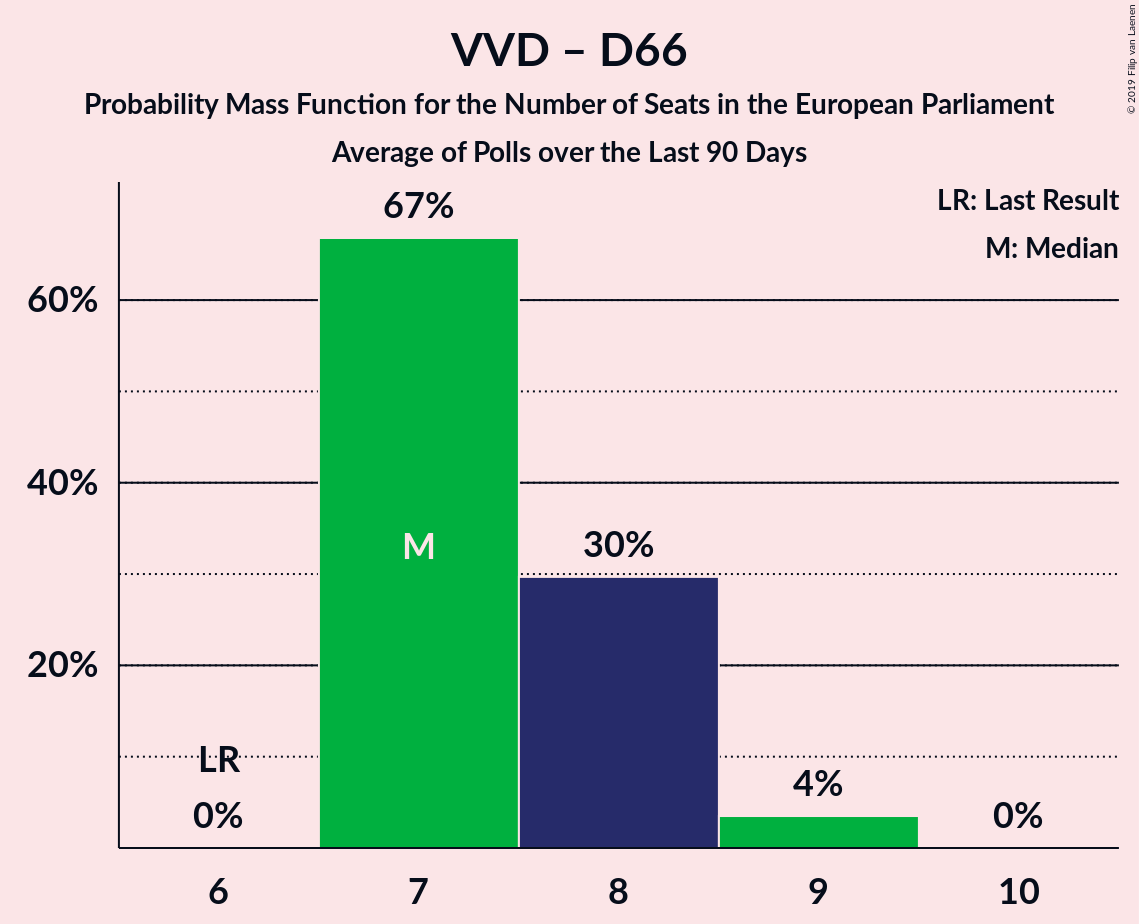 VVD – D66
Probability Mass Function for the Number of Seats in the European Parliament
Average of Polls over the Last 90 Days
© 2019 Filip van Laenen
LR: Last Result
M: Median
67%
60%
40%
M
30%
20%
LR
4%
0%
0%
6 7 8 9 10